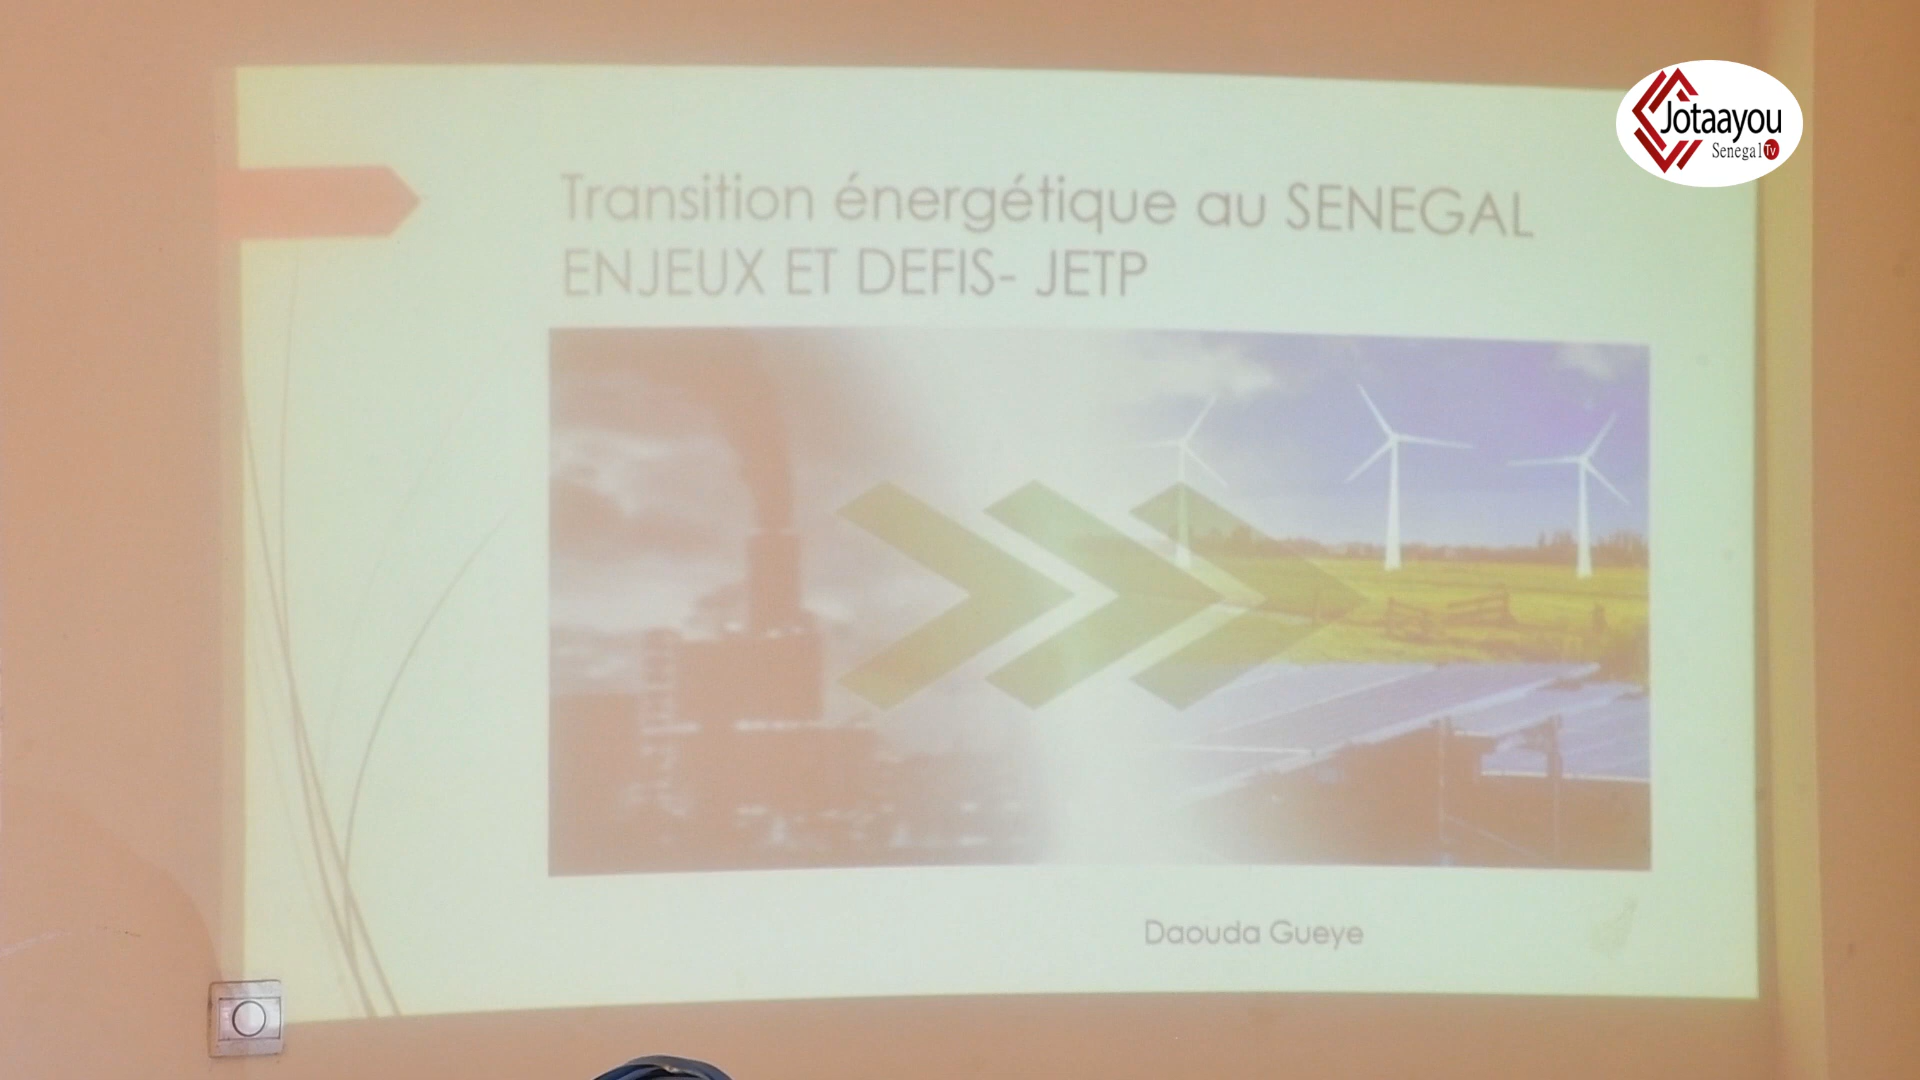 Jotaayou
Senegal Tv
Transition énergétique au SENEGAL
ENJEUX ET DEFIS- JETP
Daouda Gueye